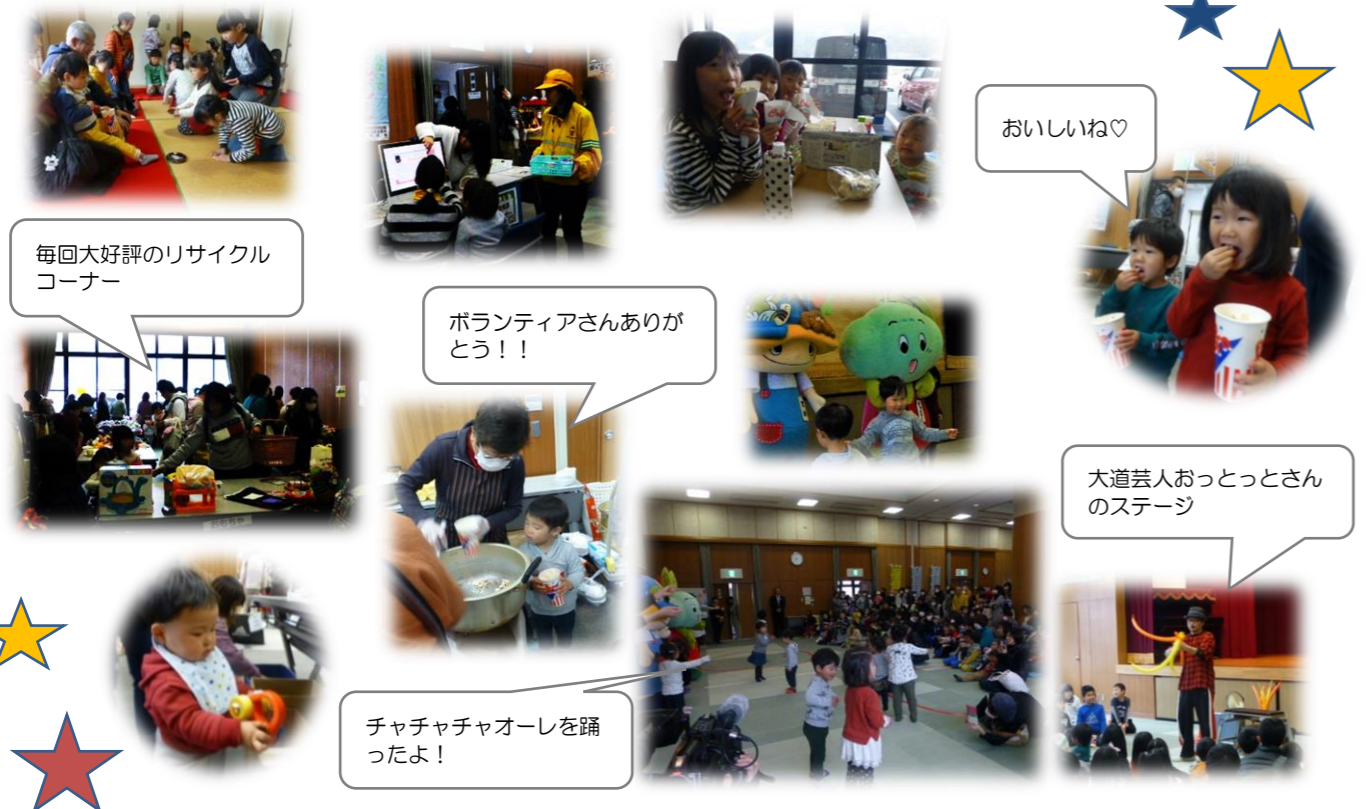 おいしいね♡
毎回大好評のリサイクル
コーナー
ボランティアさんありが
とう！！
大道芸人おっとっとさん
のステージ
チャチャチャオーレを踊
ったよ！